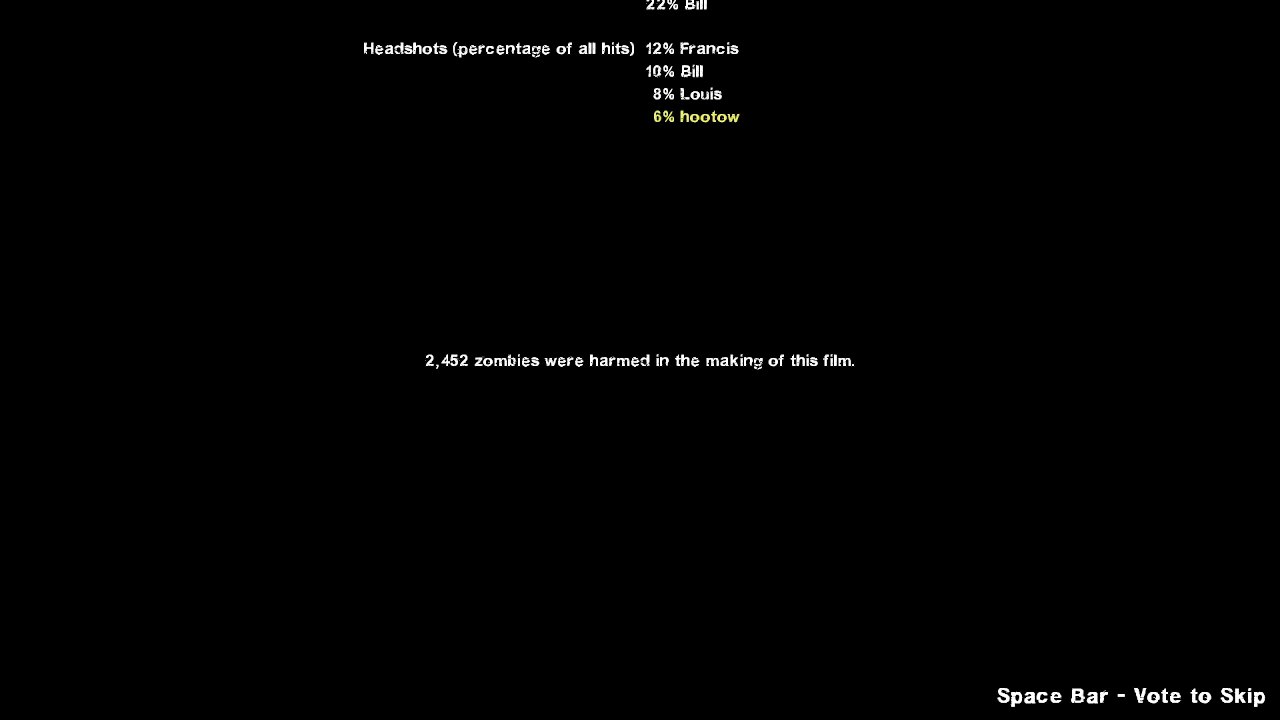 22% Bill
Headshots (percentage of all hits) 12% Francis
10% Bill
8% Louis
6% hootow
2,452 zombies were harmed in the making of this film.
Space Bar - Vote to Skip